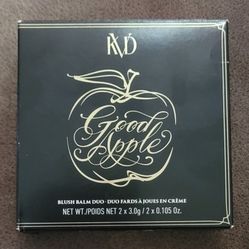 KVD
Good
Apple
BLUSH BALM DUO • DUO FARDS À JOUES EN CRÈME
NET WT./POIDS NET 2 x 3.0g / 2 x 0.105 Oz.